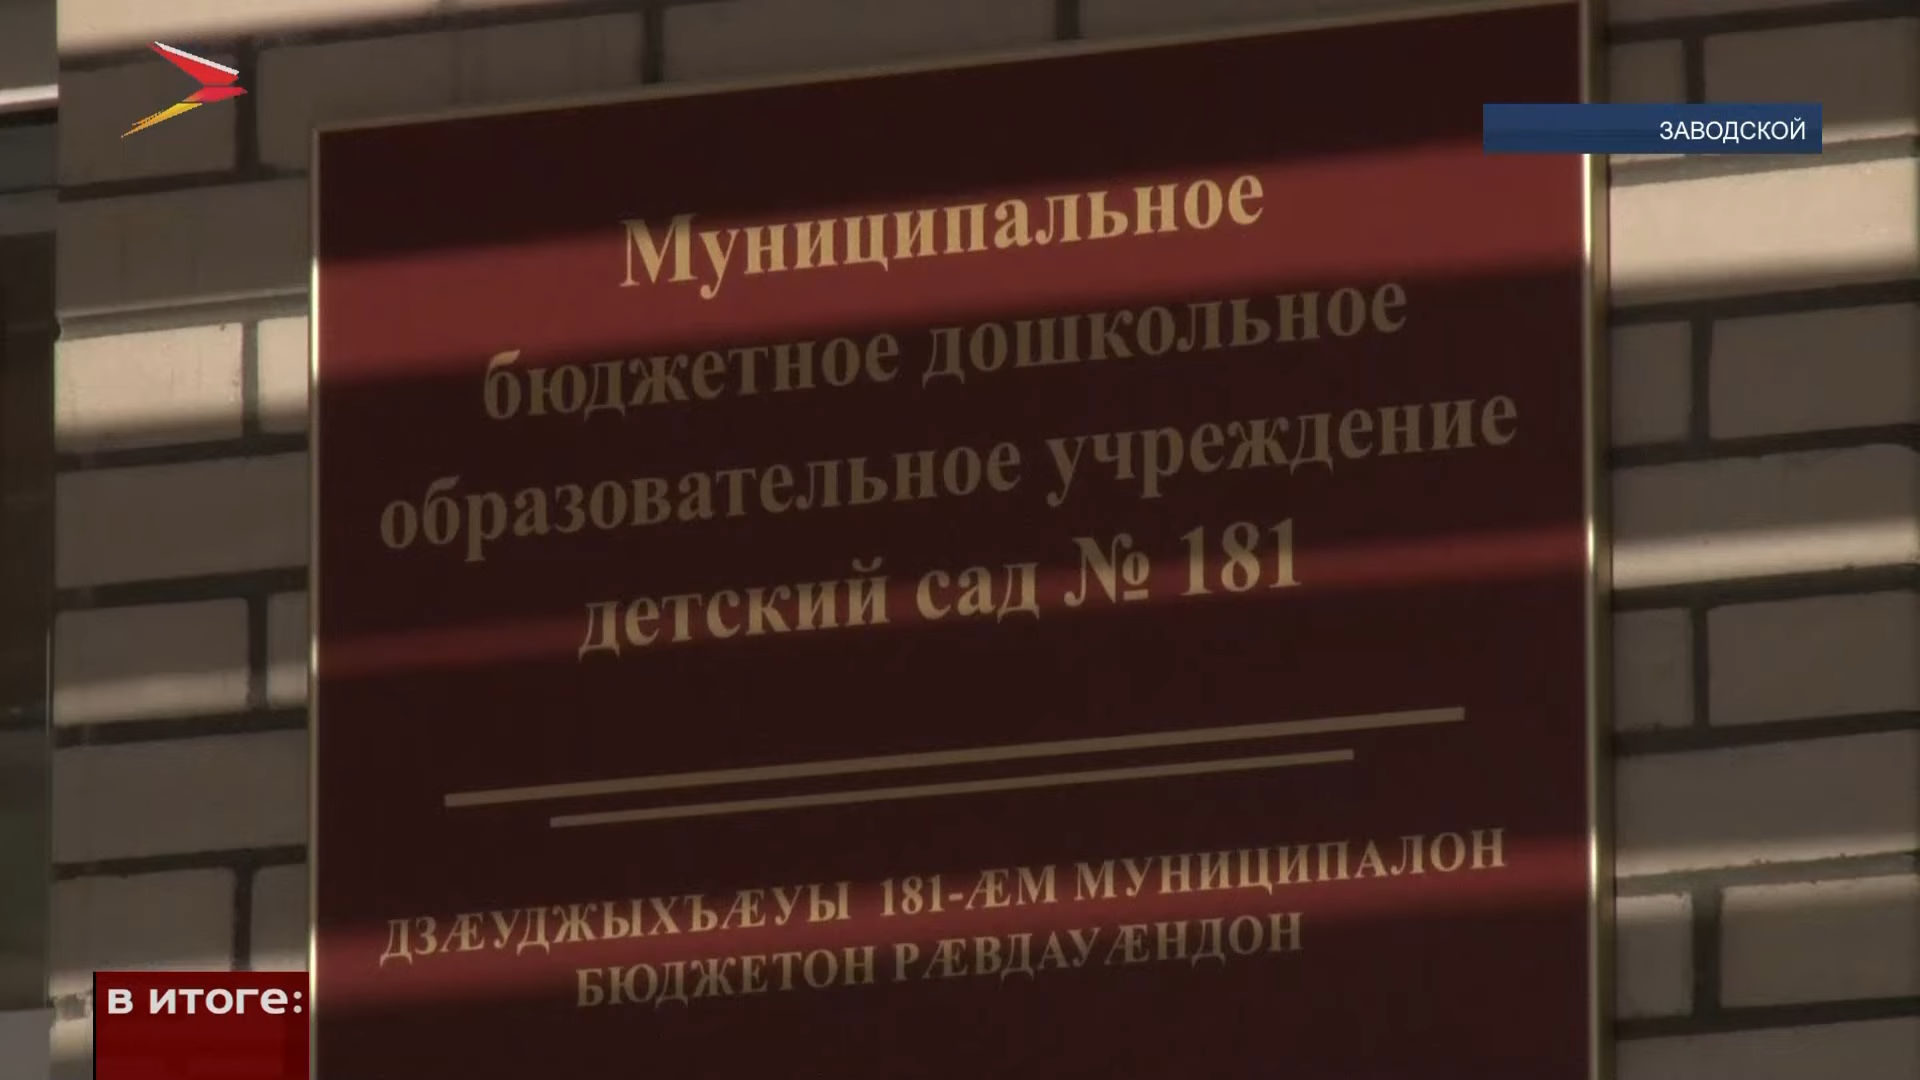 ЗАВОДСКОЙ
Муниципальное
бюджетное дошкольное
образовательное учреждение
детский сад № 181
ДЗÆУДЖЫХЪÆУЫ 181-ÆМ МУНИЦИПАЛОН
БЮДЖЕТОН РÆВДАУÆНДОН
В ИТОГЕ: